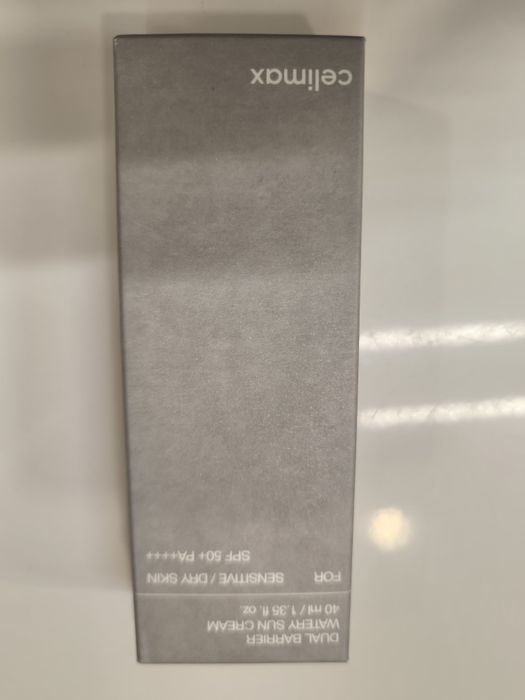 DUAL BARRIER
WATERY SUN CREAM
40 ml / 1.35 fl. oz.
FOR SENSITIVE / DRY SKIN
SPF 50+ PA++++
celimax